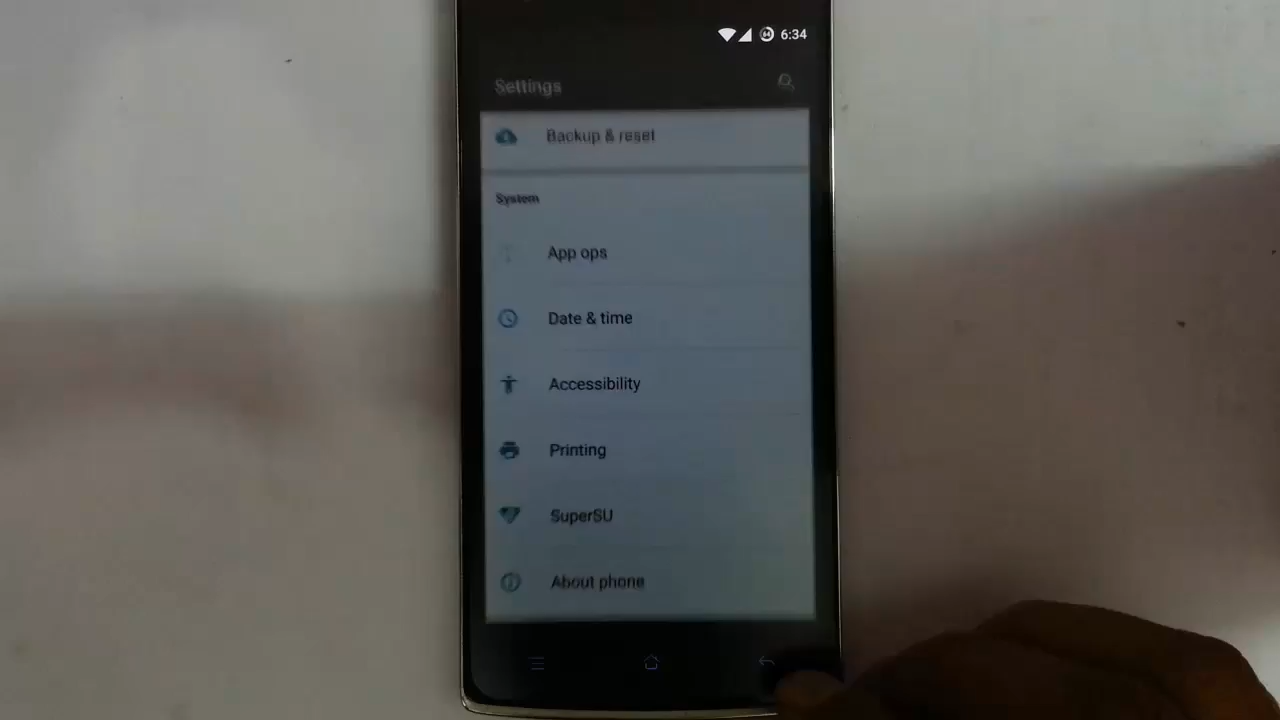 6:34
Settings
Backup & reset
System
App ops
Date & time
Accessibility
Printing
SuperSU
About phone